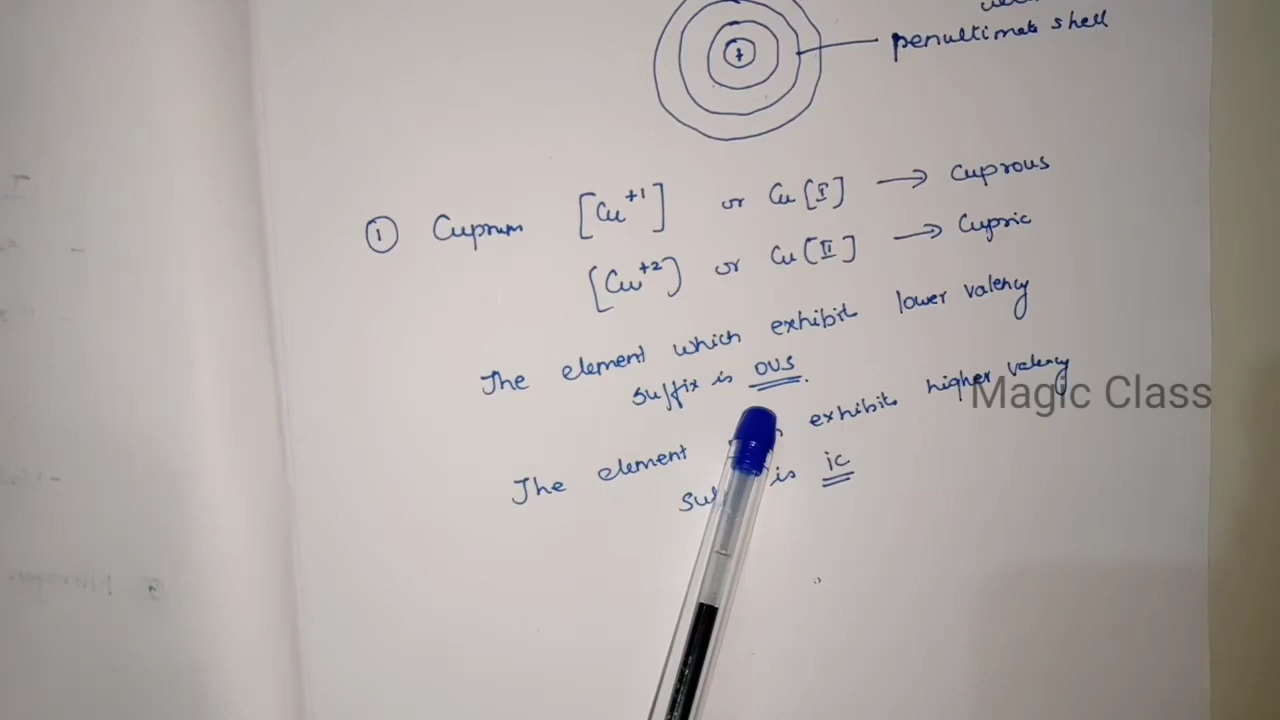 penultimate shell
+
① Cuprum [Cu+1] or Cu [I] → Cuprous
[Cu+2) or Cu [II] → Cupric
The element which exhibit lower valency
suffix is ous.
The element exhibits higher valency
is ic
Magic Class